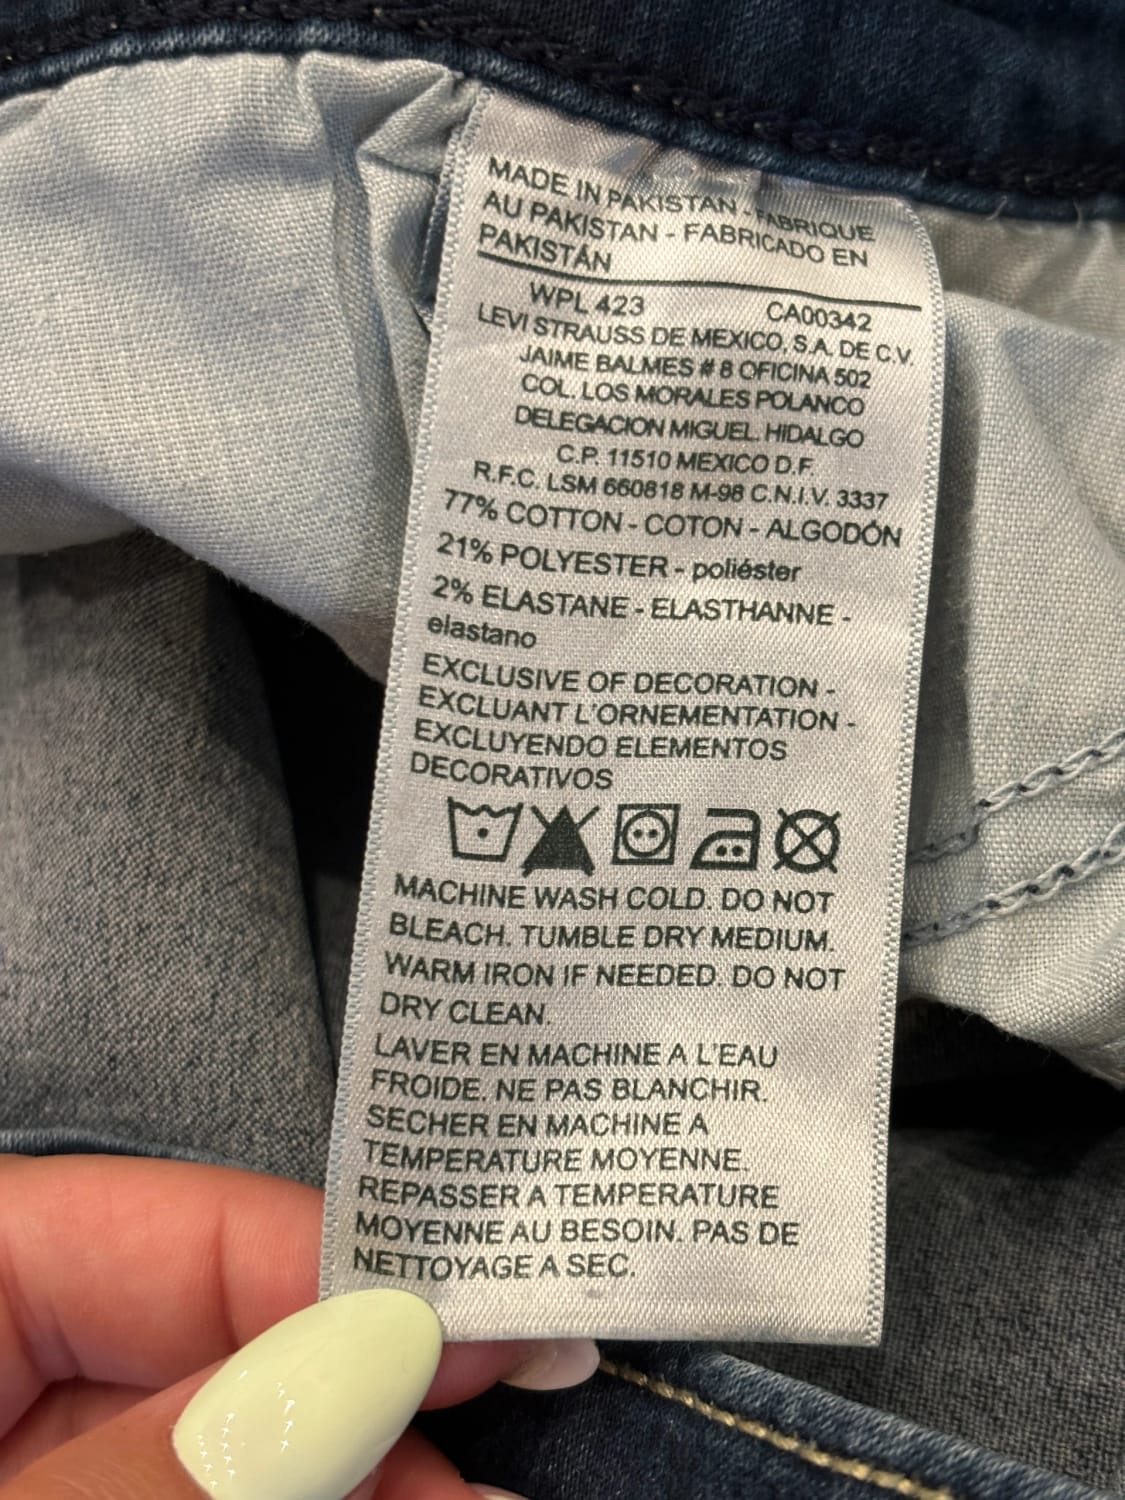 MADE IN PAKISTAN - FABRIQUE
AU PAKISTAN - FABRICADO EN
PAKISTÁN
WPL 423 CA00342
LEVI STRAUSS DE MEXICO, S.A. DE C.V.
JAIME BALMES # 8 OFICINA 502
COL. LOS MORALES POLANCO
DELEGACION MIGUEL HIDALGO
C.P. 11510 MEXICO D.F.
R.F.C. LSM 660818 M-98 C.N.I.V. 3337
77% COTTON - COTON - ALGODÓN
21% POLYESTER - poliéster
2% ELASTANE - ELASTHANNE -
elastano
EXCLUSIVE OF DECORATION -
EXCLUANT L'ORNEMENTATION -
EXCLUYENDO ELEMENTOS
DECORATIVOS
MACHINE WASH COLD. DO NOT
BLEACH. TUMBLE DRY MEDIUM.
WARM IRON IF NEEDED. DO NOT
DRY CLEAN.
LAVER EN MACHINE A L'EAU
FROIDE. NE PAS BLANCHIR.
SECHER EN MACHINE A
TEMPERATURE MOYENNE.
REPASSER A TEMPERATURE
MOYENNE AU BESOIN. PAS DE
NETTOYAGE A SEC.